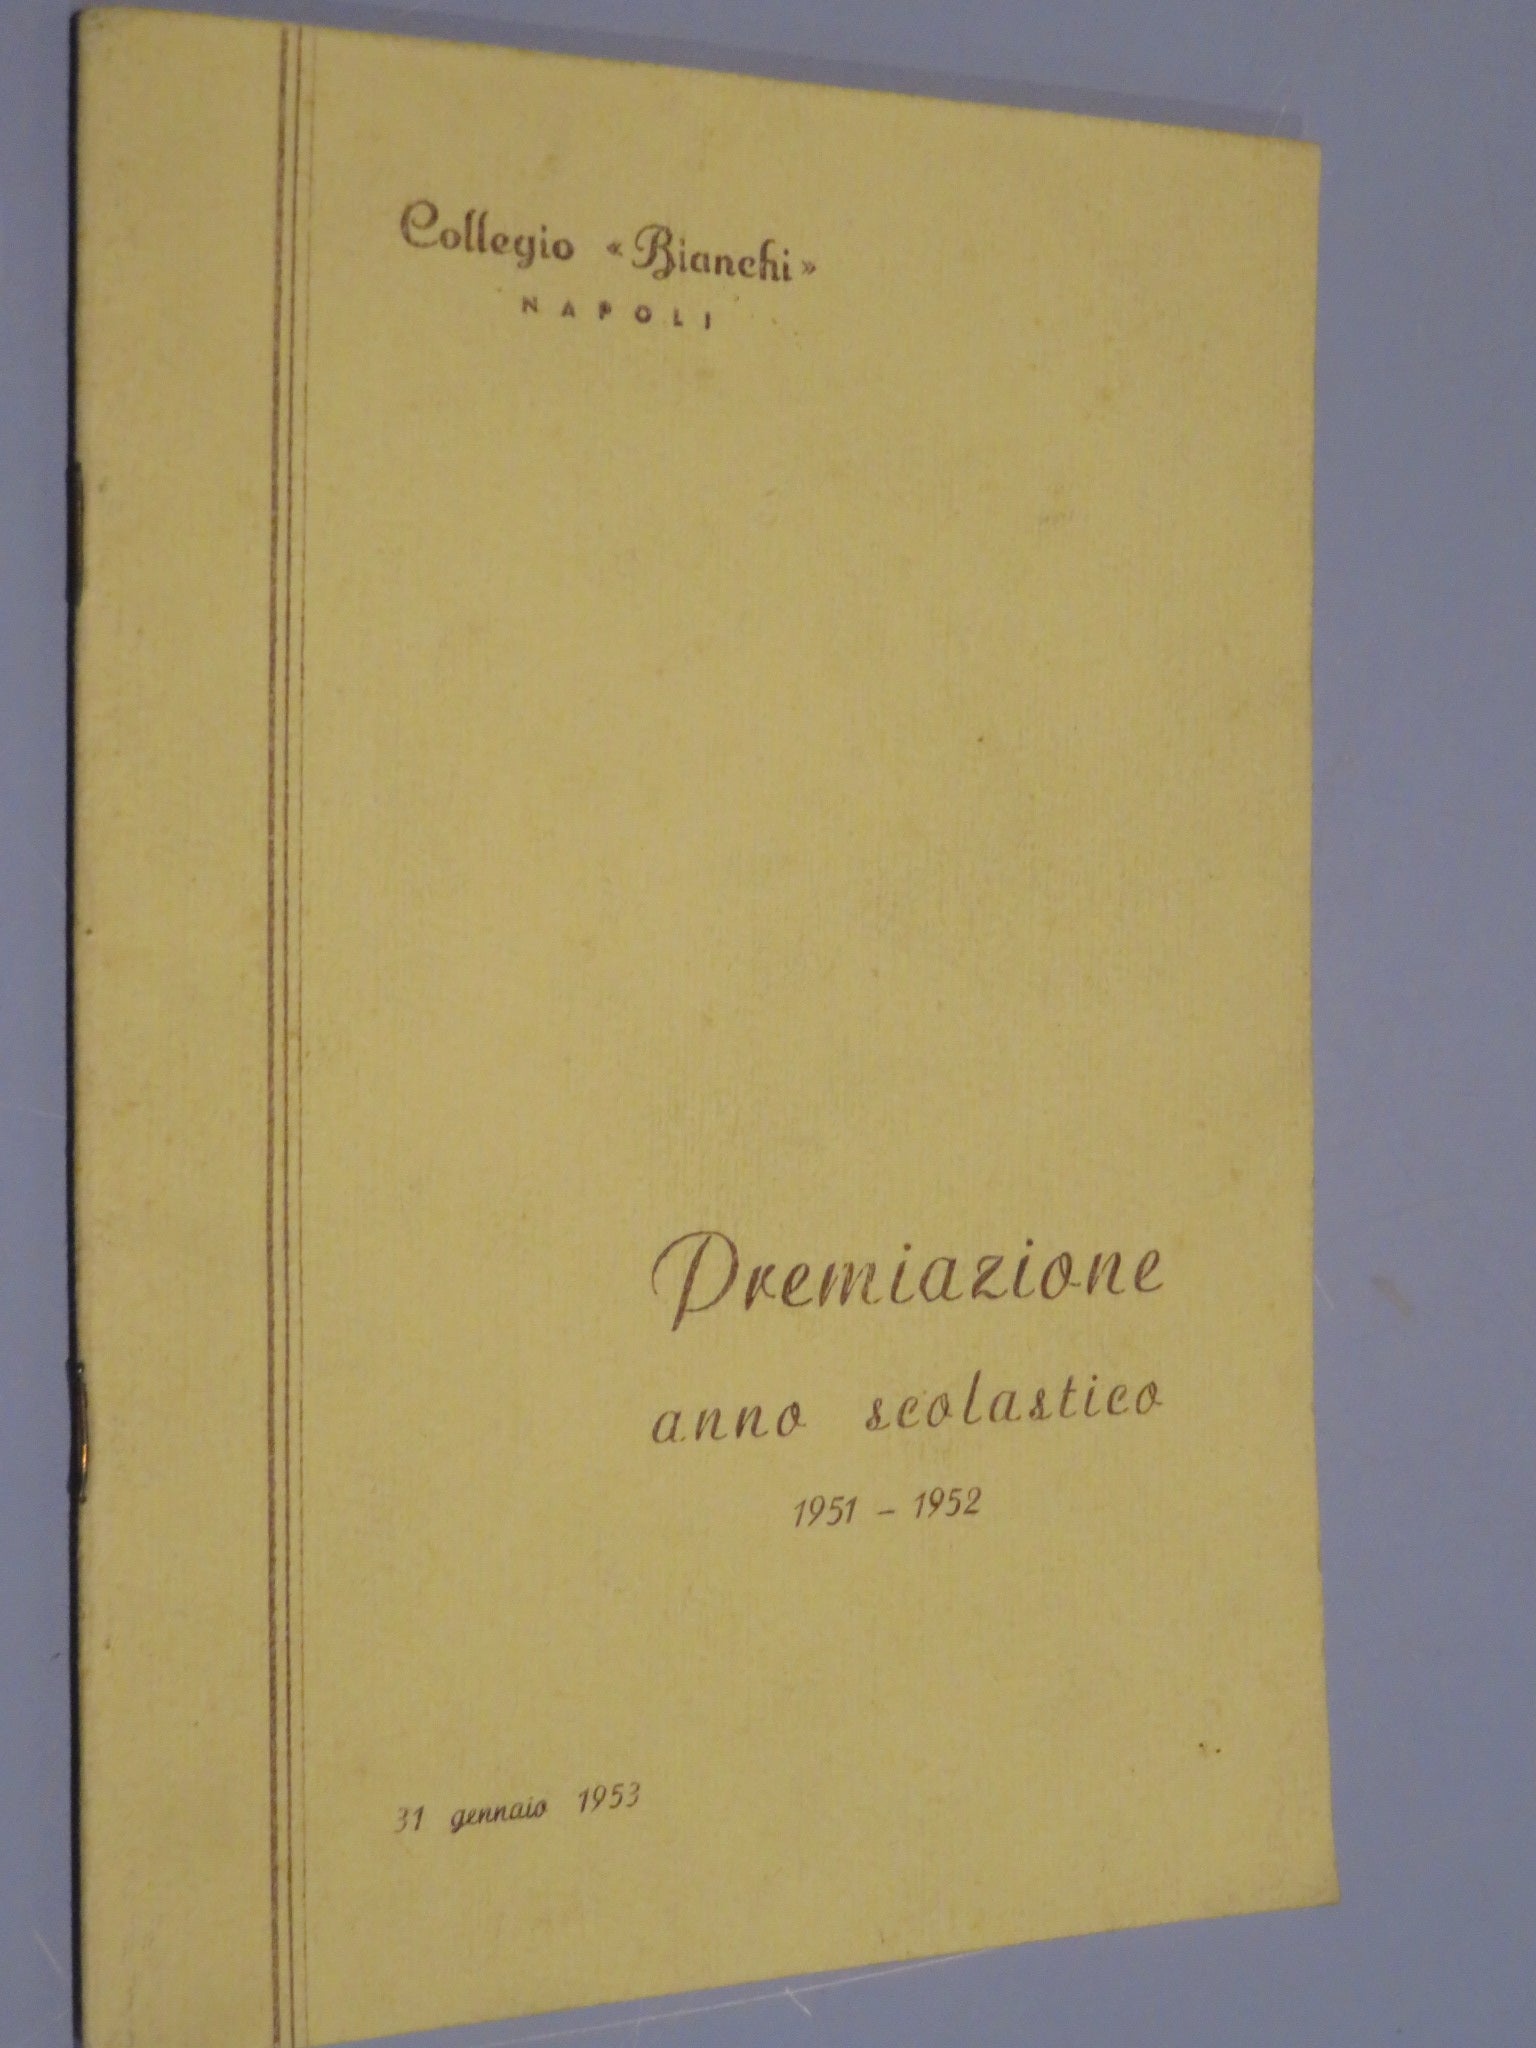 Collegio «Bianchi»
NAPOLI
Premiazione
anno scolastico
1951 - 1952
31 gennaio 1953